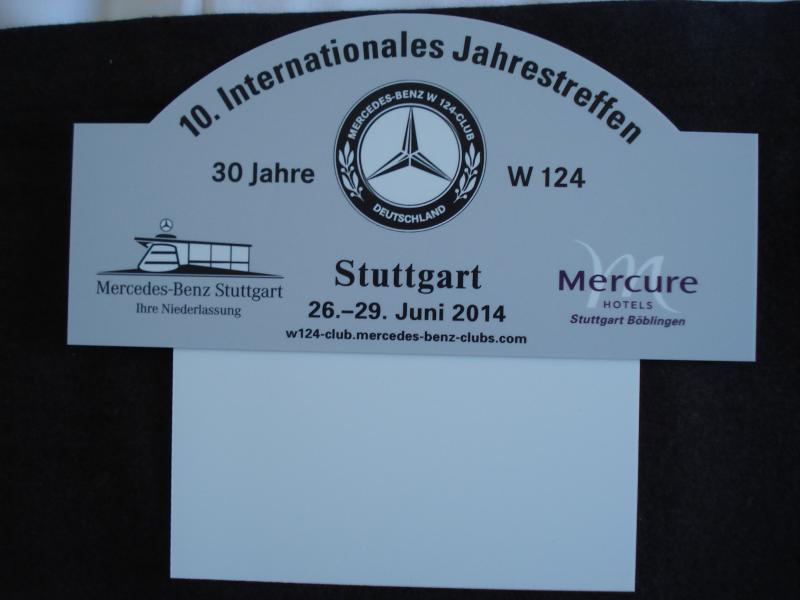 10. Internationales Jahrestreffen
MERCEDES-BENZ W 124-CLUB
DEUTSCHLAND
30 Jahre
W 124
Mercedes-Benz Stuttgart
Ihre Niederlassung
Stuttgart
26.–29. Juni 2014
w124-club.mercedes-benz-clubs.com
Mercure
HOTELS
Stuttgart Böblingen